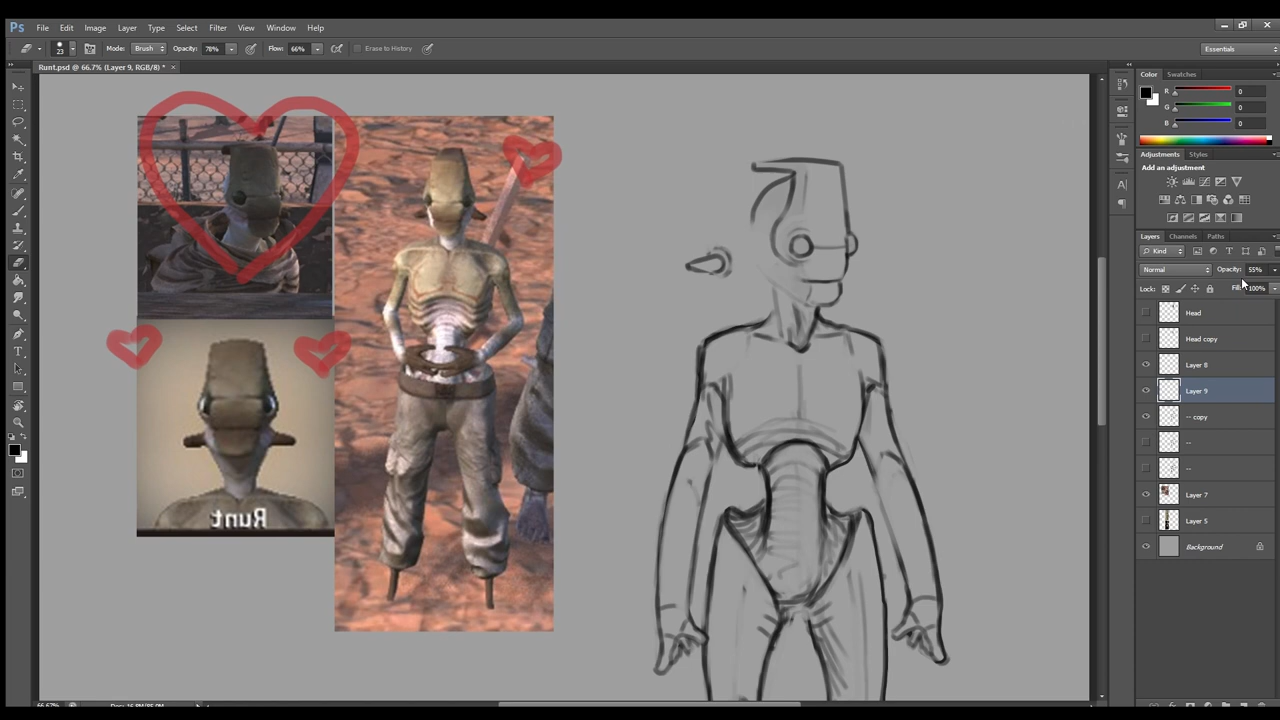 Ps File Edit Image Layer Type Select Filter View Window Help
23 Mode: Brush Opacity: 78% Flow: 66% Erase to History Essentials
Runt.psd @ 66.7% (Layer 9, RGB/8) * ×
Color Swatches
R 0
G 0
B 0
Adjustments Styles
Add an adjustment
Layers Channels Paths
Kind
Normal Opacity: 55%
Lock: Fill: 100%
Head
Head copy
Layer 8
Layer 9
-- copy
--
--
Layer 7
Layer 5
Background
Runt
66.67%